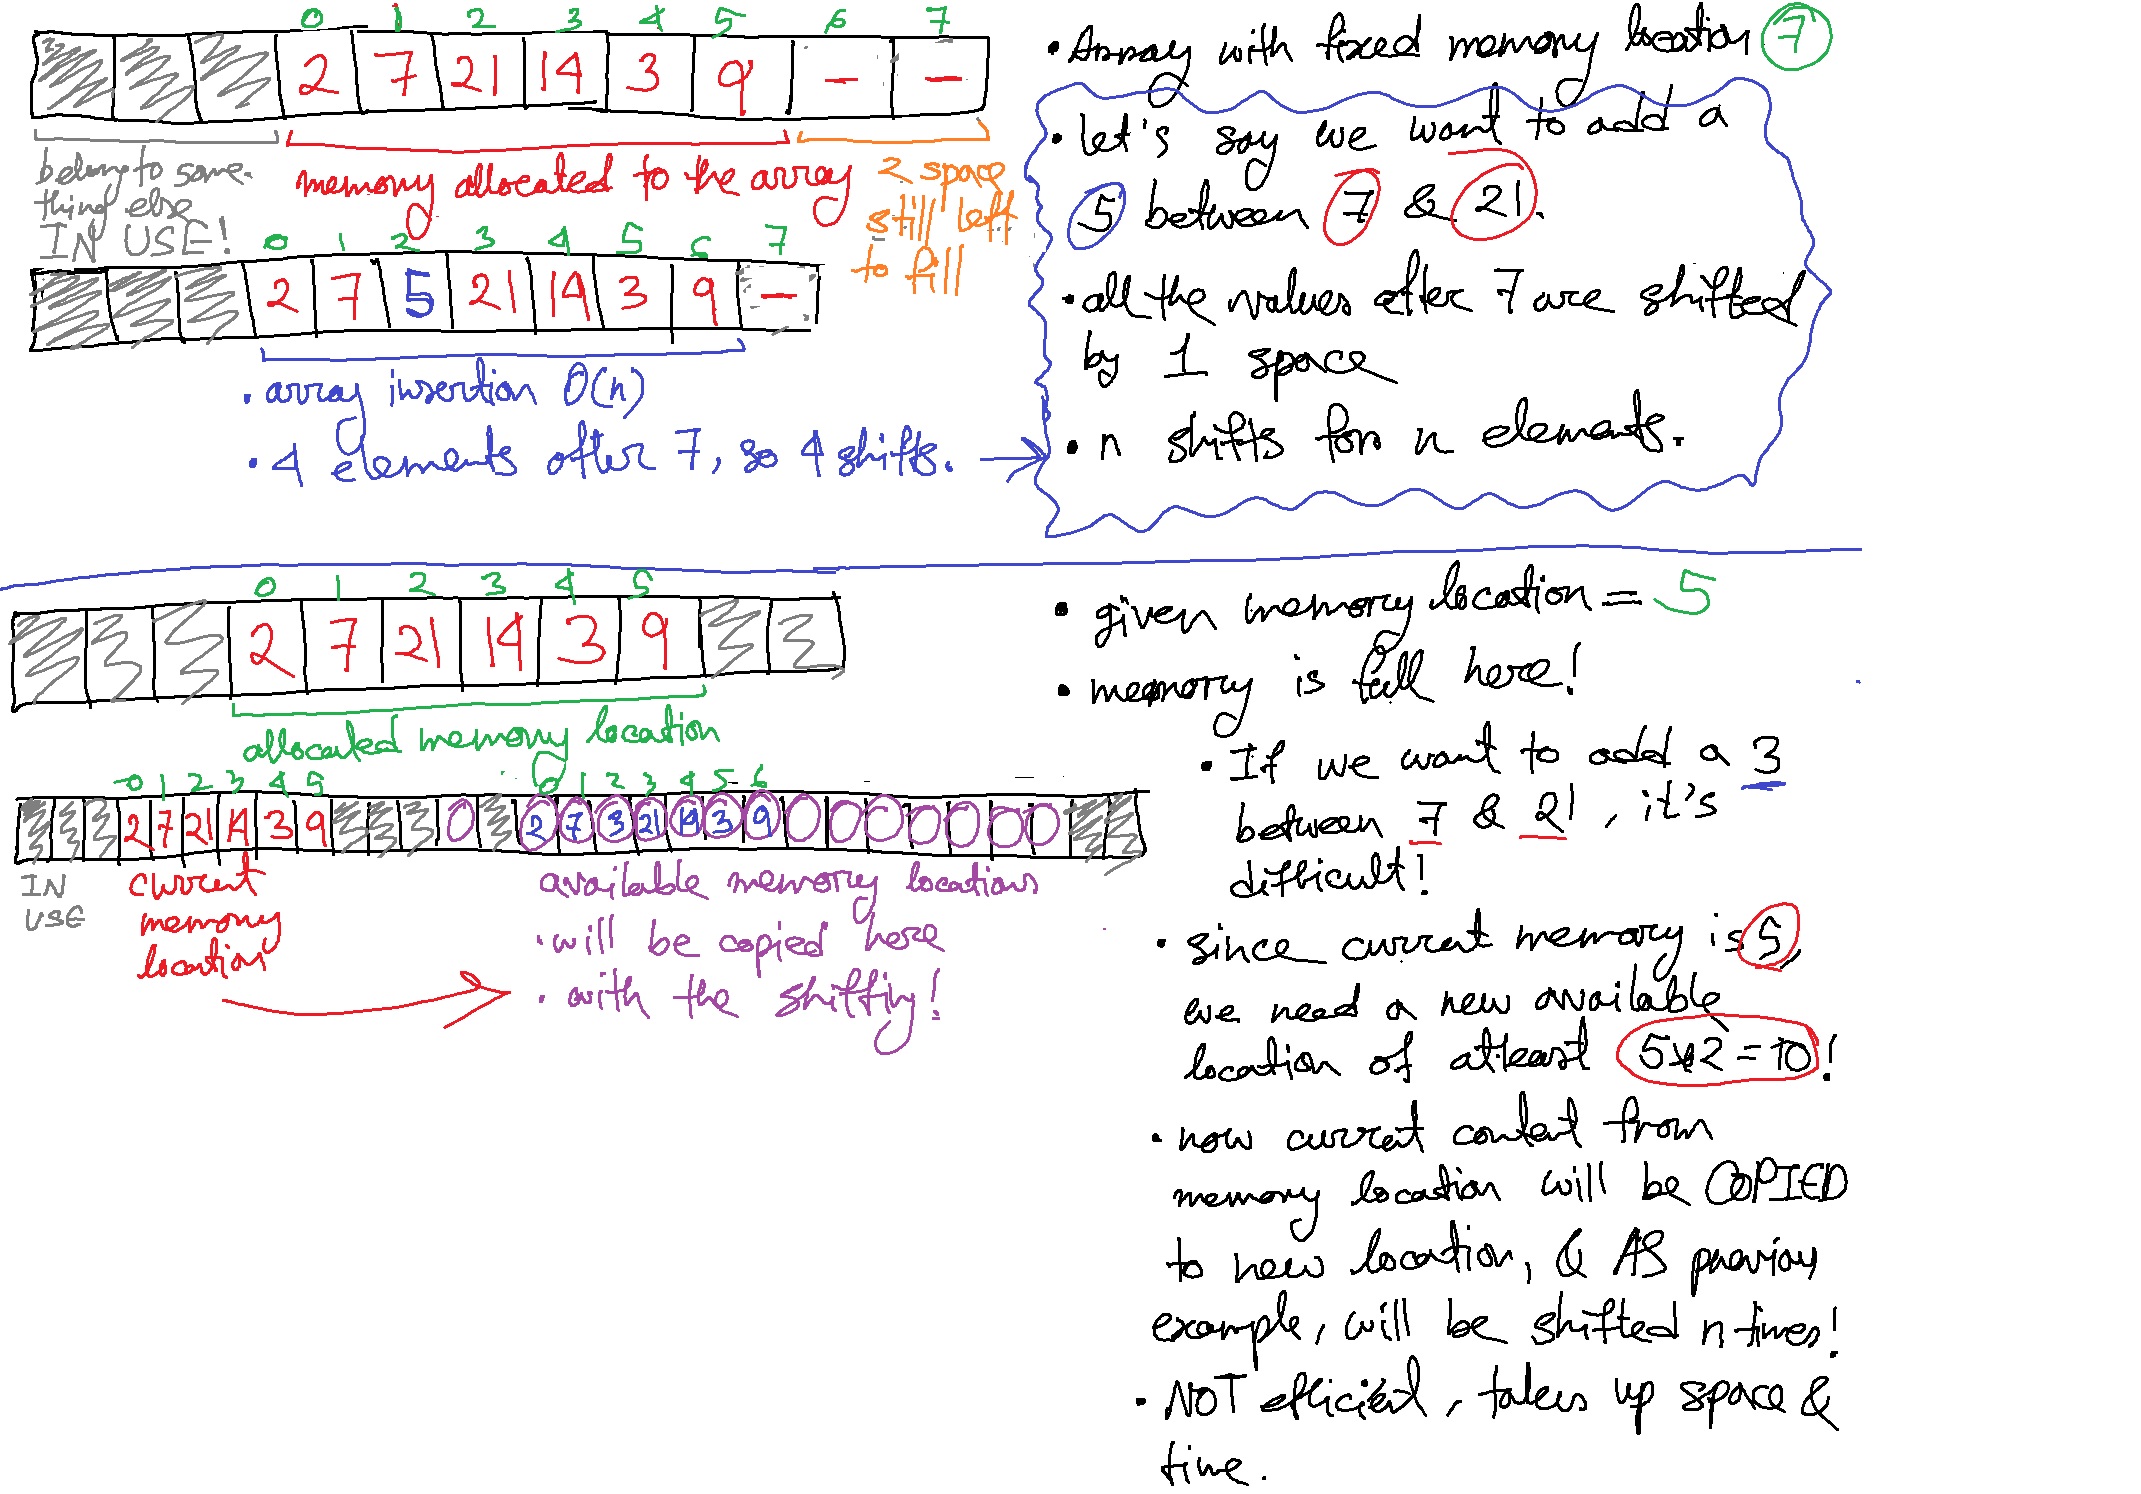 0 1 2 3 4 5 6 7
2 7 21 14 3 9 - -
belong to some-
thing else
IN USE!
memory allocated to the array
2 space
still left
to fill
0 1 2 3 4 5 6 7
2 7 5 21 14 3 9 -
• array insertion O(n)
• 4 elements after 7, so 4 shifts. →
• Array with fixed memory location 7
• let's say we want to add a
5 between 7 & 21.
• all the values after 7 are shifted
by 1 space
• n shifts for n elements.
0 1 2 3 4 5
2 7 21 14 3 9
allocated memory location
0 1 2 3 4 5 0 1 2 3 4 5 6
2 7 21 14 3 9 0 2 7 3 21 14 3 9 0 0 0 0 0 0 0
IN
USE
current
memory
location
available memory locations
• will be copied here
• with the shifting!
• given memory location = 5
• memory is full here!
• If we want to add a 3
between 7 & 21, it's
difficult!
• since current memory is 5,
we need a new available
location of atleast 5*2=10!
• now current content from
memory location will be COPIED
to new location, & AS previous
example, will be shifted n times!
• NOT efficient, takes up space &
time.